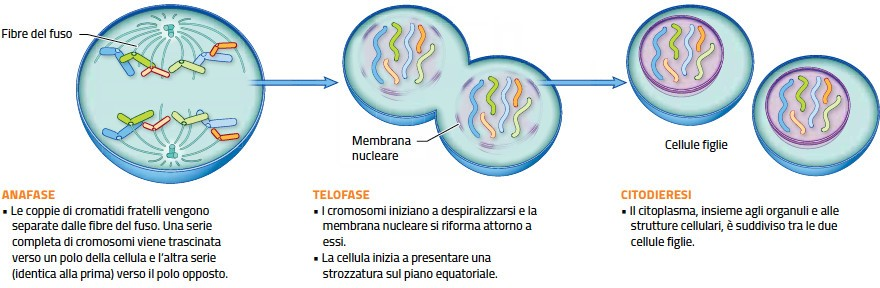 Fibre del fuso
Membrana
nucleare
Cellule figlie
ANAFASE
▪ Le coppie di cromatidi fratelli vengono
separate dalle fibre del fuso. Una serie
completa di cromosomi viene trascinata
verso un polo della cellula e l'altra serie
(identica alla prima) verso il polo opposto.
TELOFASE
▪ I cromosomi iniziano a despiralizzarsi e la
membrana nucleare si riforma attorno a
essi.
▪ La cellula inizia a presentare una
strozzatura sul piano equatoriale.
CITODIERESI
▪ Il citoplasma, insieme agli organuli e alle
strutture cellulari, è suddiviso tra le due
cellule figlie.